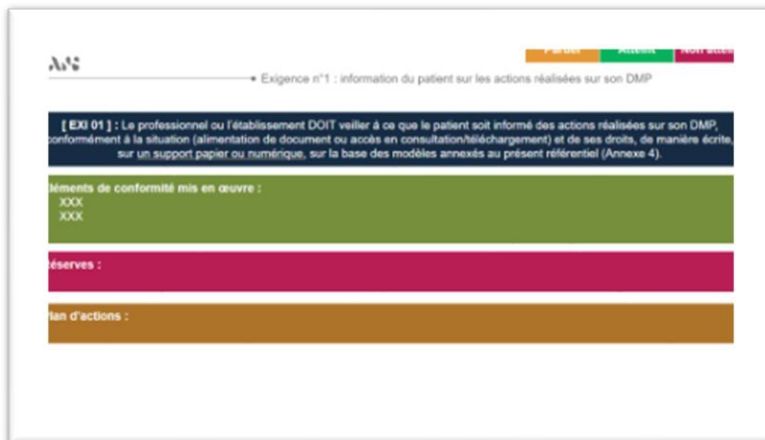 Partiel Atteint Non attei
Exigence n°1 : information du patient sur les actions réalisées sur son DMP
[ EXI 01 ] : Le professionnel ou l'établissement DOIT veiller à ce que le patient soit informé des actions réalisées sur son DMP,
conformément à la situation (alimentation de document ou accès en consultation/téléchargement) et de ses droits, de manière écrite,
sur un support papier ou numérique, sur la base des modèles annexés au présent référentiel (Annexe 4).
léments de conformité mis en œuvre :
XXX
XXX
éserves :
lan d'actions :